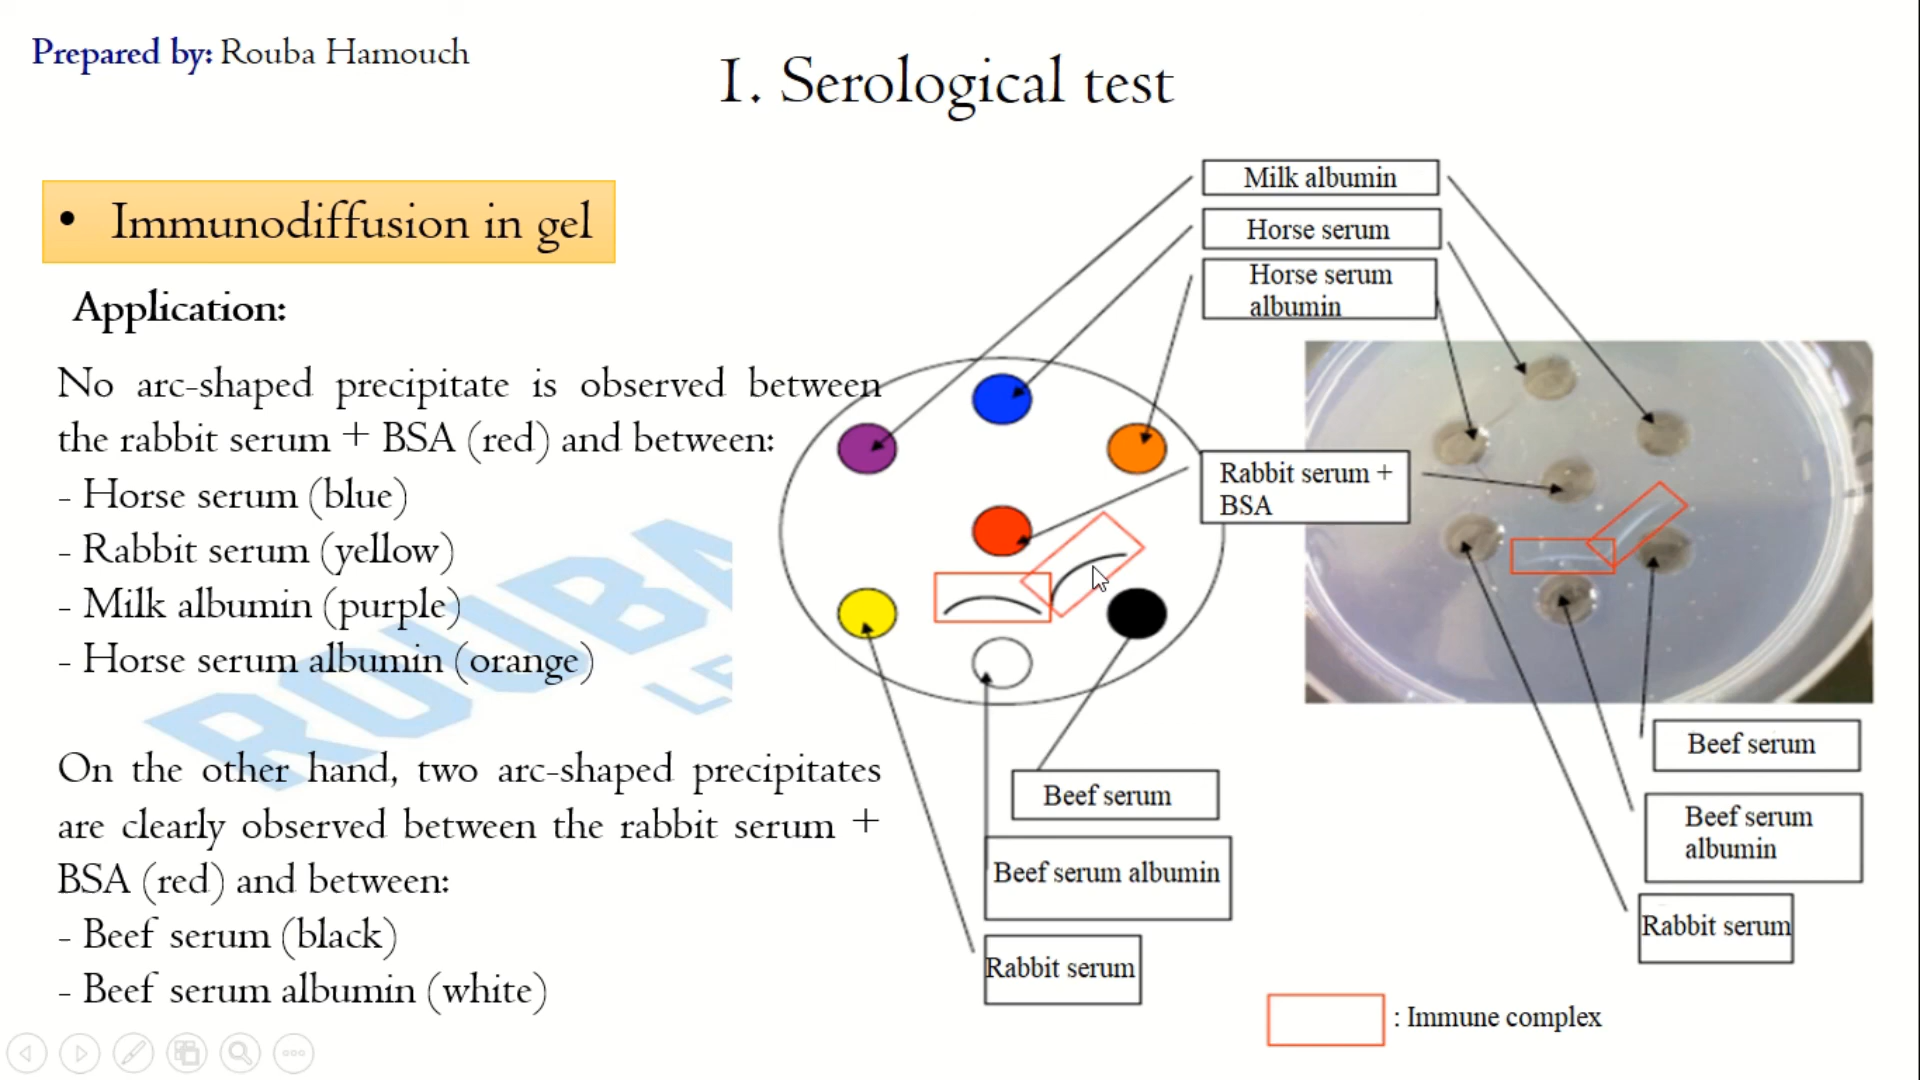 Prepared by: Rouba Hamouch
I. Serological test
• Immunodiffusion in gel
Application:
No arc-shaped precipitate is observed between
the rabbit serum + BSA (red) and between:
- Horse serum (blue)
- Rabbit serum (yellow)
- Milk albumin (purple)
- Horse serum albumin (orange)
On the other hand, two arc-shaped precipitates
are clearly observed between the rabbit serum +
BSA (red) and between:
- Beef serum (black)
- Beef serum albumin (white)
ROUBA
LE
Milk albumin
Horse serum
Horse serum
albumin
Rabbit serum +
BSA
Beef serum
Beef serum albumin
Rabbit serum
Beef serum
Beef serum
albumin
Rabbit serum
: Immune complex